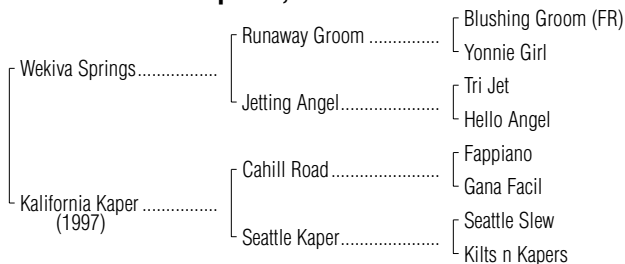 Blushing Groom (FR)
Runaway Groom ..............
Yonnie Girl
Wekiva Springs.................
Tri Jet
Jetting Angel.....................
Hello Angel
Fappiano
Cahill Road.......................
Gana Facil
Kalifornia Kaper ................
(1997)
Seattle Slew
Seattle Kaper.....................
Kilts n Kapers